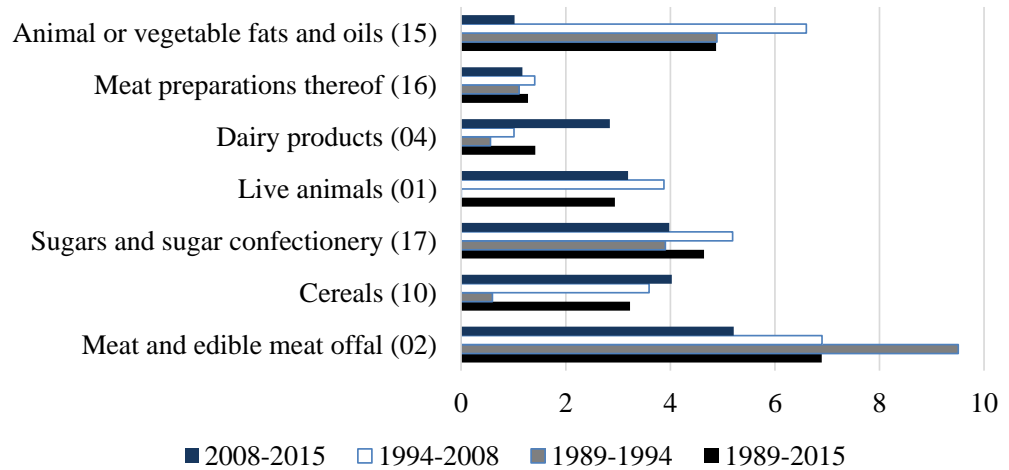 Animal or vegetable fats and oils (15)
Meat preparations thereof (16)
Dairy products (04)
Live animals (01)
Sugars and sugar confectionery (17)
Cereals (10)
Meat and edible meat offal (02)
0 2 4 6 8 10
2008-2015 1994-2008 1989-1994 1989-2015